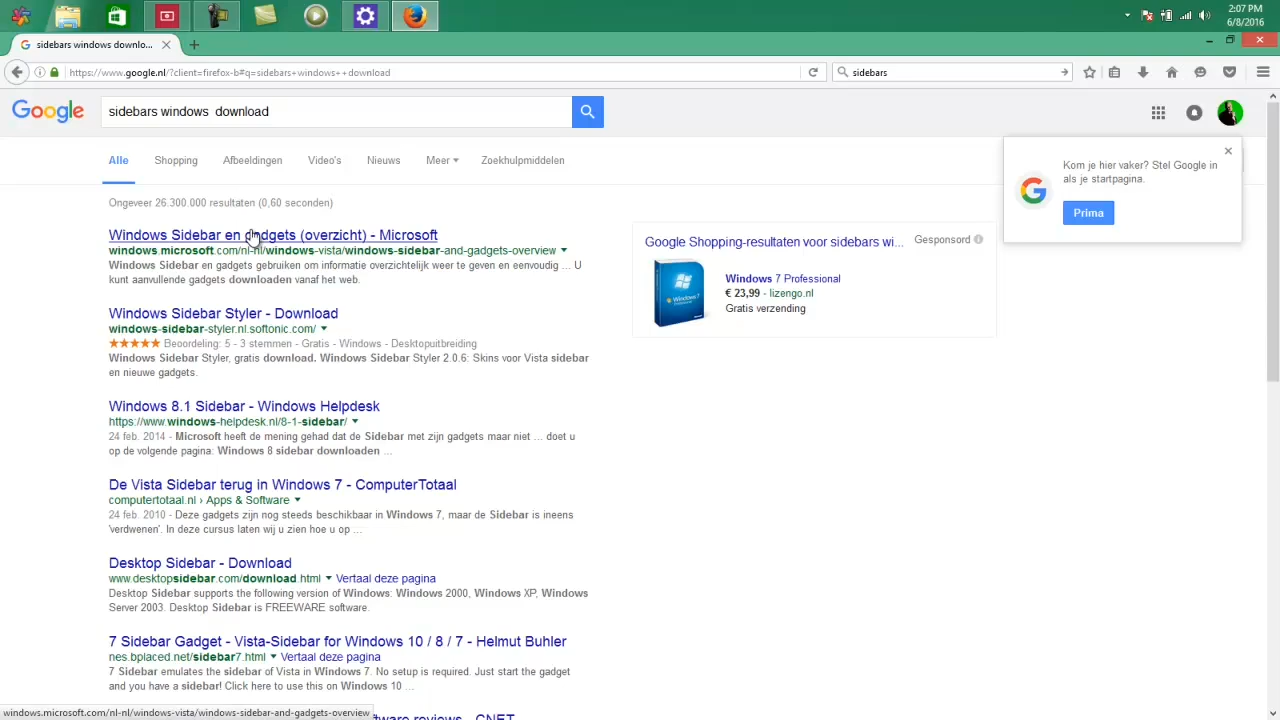 2:07 PM
6/8/2016
sidebars windows downlo...
https://www.google.nl/?client=firefox-b#q=sidebars+windows++download
sidebars
Google
sidebars windows  download
Alle
Shopping
Afbeeldingen
Video's
Nieuws
Meer
Zoekhulpmiddelen
Kom je hier vaker? Stel Google in
als je startpagina.
Prima
Ongeveer 26.300.000 resultaten (0,60 seconden)
Windows Sidebar en gadgets (overzicht) - Microsoft
windows.microsoft.com/nl-nl/windows-vista/windows-sidebar-and-gadgets-overview
Windows Sidebar en gadgets gebruiken om informatie overzichtelijk weer te geven en eenvoudig ... U
kunt aanvullende gadgets downloaden vanaf het web.
Windows Sidebar Styler - Download
windows-sidebar-styler.nl.softonic.com/
Beoordeling: 5 - 3 stemmen - Gratis - Windows - Desktopuitbreiding
Windows Sidebar Styler, gratis download. Windows Sidebar Styler 2.0.6: Skins voor Vista sidebar
en nieuwe gadgets.
Windows 8.1 Sidebar - Windows Helpdesk
https://www.windows-helpdesk.nl/8-1-sidebar/
24 feb. 2014 - Microsoft heeft de mening gehad dat de Sidebar met zijn gadgets maar niet ... doet u
op de volgende pagina: Windows 8 sidebar downloaden ...
De Vista Sidebar terug in Windows 7 - ComputerTotaal
computertotaal.nl › Apps & Software
24 feb. 2010 - Deze gadgets zijn nog steeds beschikbaar in Windows 7, maar de Sidebar is ineens
'verdwenen'. In deze cursus laten wij u zien hoe u op ...
Desktop Sidebar - Download
www.desktopsidebar.com/download.html Vertaal deze pagina
Desktop Sidebar supports the following version of Windows: Windows 2000, Windows XP, Windows
Server 2003. Desktop Sidebar is FREEWARE software.
7 Sidebar Gadget - Vista-Sidebar for Windows 10 / 8 / 7 - Helmut Buhler
nes.bplaced.net/sidebar7.html Vertaal deze pagina
7 Sidebar emulates the sidebar of Vista in Windows 7. No setup is required. Just start the gadget
and you have a sidebar! Click here to use this on Windows 10 ...
Google Shopping-resultaten voor sidebars wi...
Gesponsord
Windows 7 Professional
€ 23,99 - lizengo.nl
Gratis verzending
windows.microsoft.com/nl-nl/windows-vista/windows-sidebar-and-gadgets-overview
software reviews - CNET